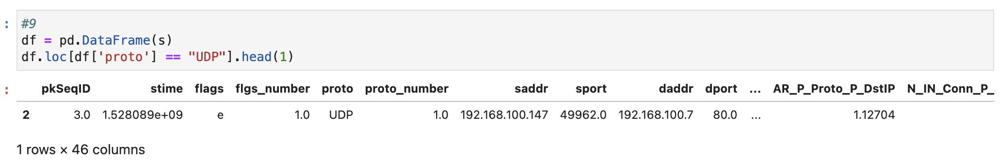 : #9
df = pd.DataFrame(s)
df.loc[df['proto'] == "UDP"].head(1)
: pkSeqID stime flags flgs_number proto proto_number saddr sport daddr dport ... AR_P_Proto_P_DstIP N_IN_Conn_P_
2 3.0 1.528089e+09 e 1.0 UDP 1.0 192.168.100.147 49962.0 192.168.100.7 80.0 ... 1.12704
1 rows × 46 columns